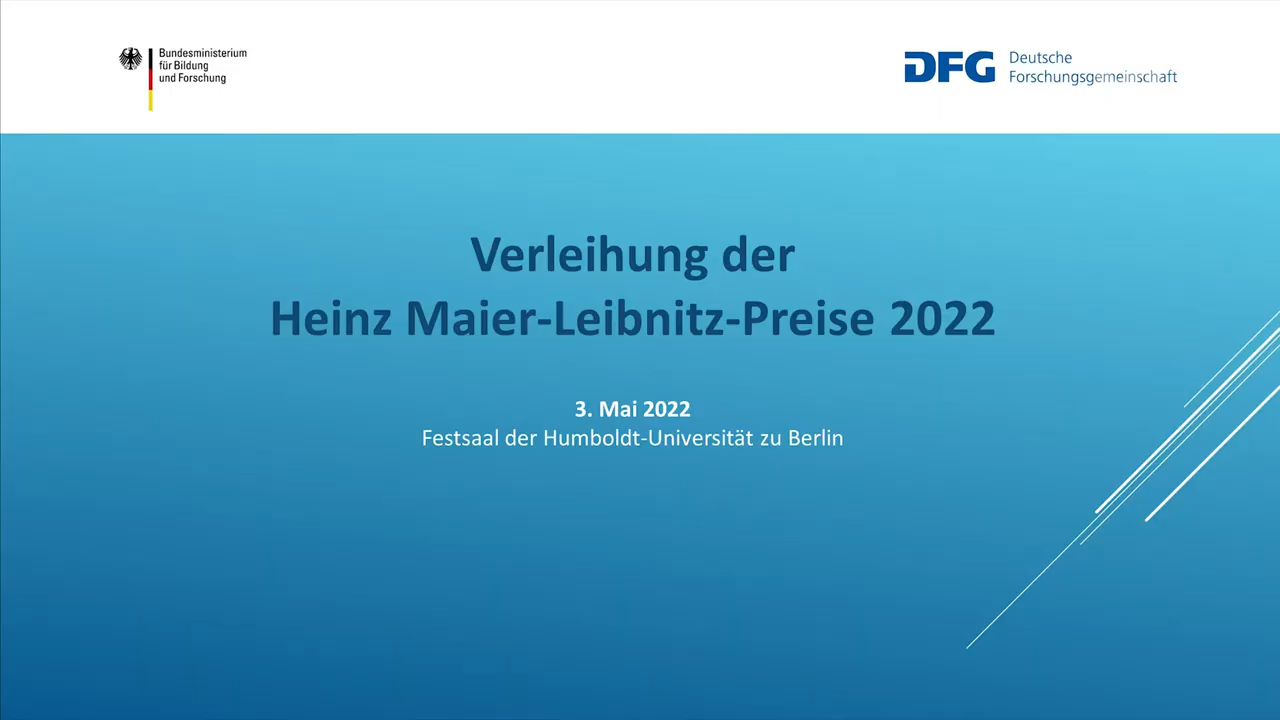 Bundesministerium
für Bildung
und Forschung
DFG Deutsche
Forschungsgemeinschaft
Verleihung der
Heinz Maier-Leibnitz-Preise 2022
3. Mai 2022
Festsaal der Humboldt-Universität zu Berlin